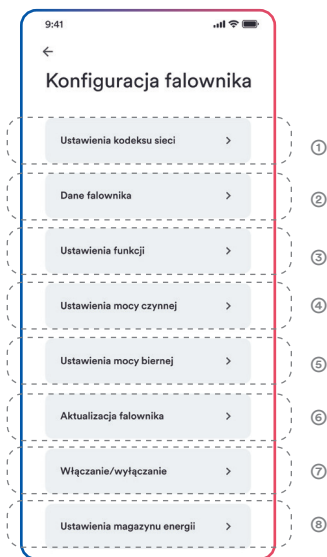 9:41
Konfiguracja falownika
Ustawienia kodeksu sieci
1
Dane falownika
2
Ustawienia funkcji
3
Ustawienia mocy czynnej
4
Ustawienia mocy biernej
5
Aktualizacja falownika
6
Włączanie/wyłączanie
7
Ustawienia magazynu energii
8